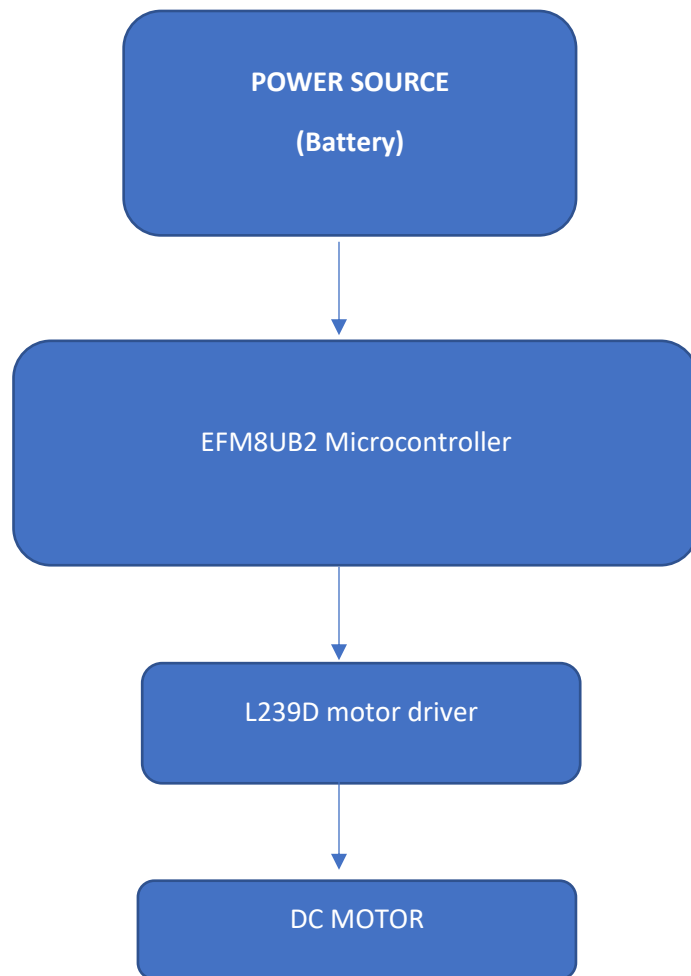 POWER SOURCE
(Battery)
EFM8UB2 Microcontroller
L239D motor driver
DC MOTOR